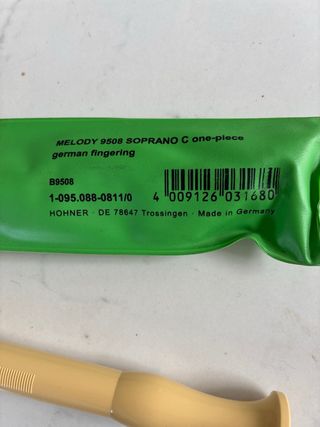 MELODY 9508 SOPRANO C one-piece
german fingering
B9508
1-095.088-0811/0
4 009126 031680
HOHNER · DE 78647 Trossingen · Made in Germany